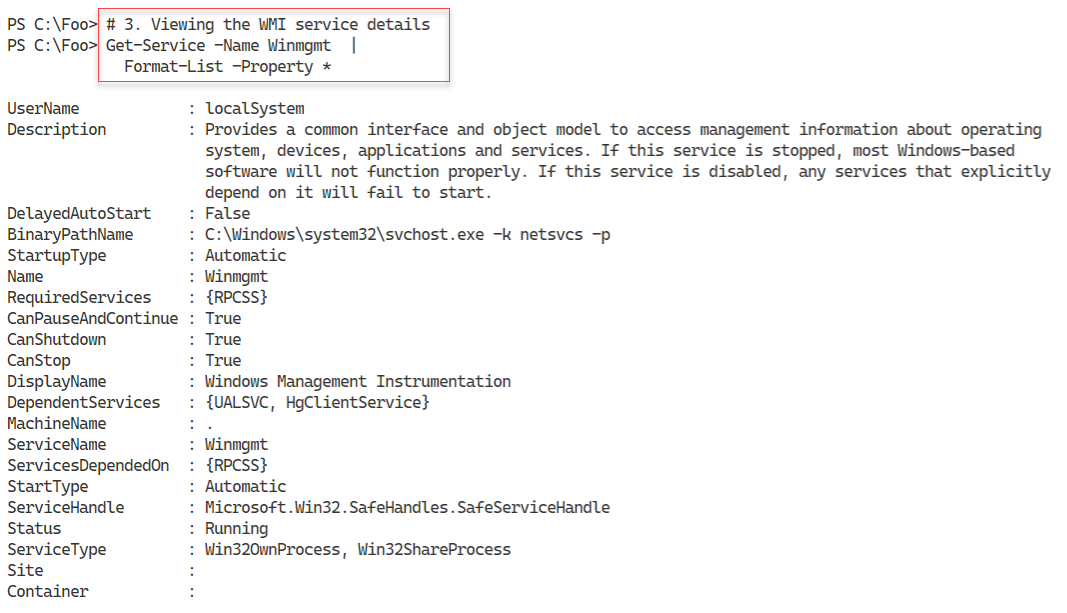 PS C:\Foo> # 3. Viewing the WMI service details
PS C:\Foo> Get-Service -Name Winmgmt  |
  Format-List -Property *
UserName            : localSystem
Description         : Provides a common interface and object model to access management information about operating
                      system, devices, applications and services. If this service is stopped, most Windows-based
                      software will not function properly. If this service is disabled, any services that explicitly
                      depend on it will fail to start.
DelayedAutoStart    : False
BinaryPathName      : C:\Windows\system32\svchost.exe -k netsvcs -p
StartupType         : Automatic
Name                : Winmgmt
RequiredServices    : {RPCSS}
CanPauseAndContinue : True
CanShutdown         : True
CanStop             : True
DisplayName         : Windows Management Instrumentation
DependentServices   : {UALSVC, HgClientService}
MachineName         : .
ServiceName         : Winmgmt
ServicesDependedOn  : {RPCSS}
StartType           : Automatic
ServiceHandle       : Microsoft.Win32.SafeHandles.SafeServiceHandle
Status              : Running
ServiceType         : Win32OwnProcess, Win32ShareProcess
Site                :
Container           :